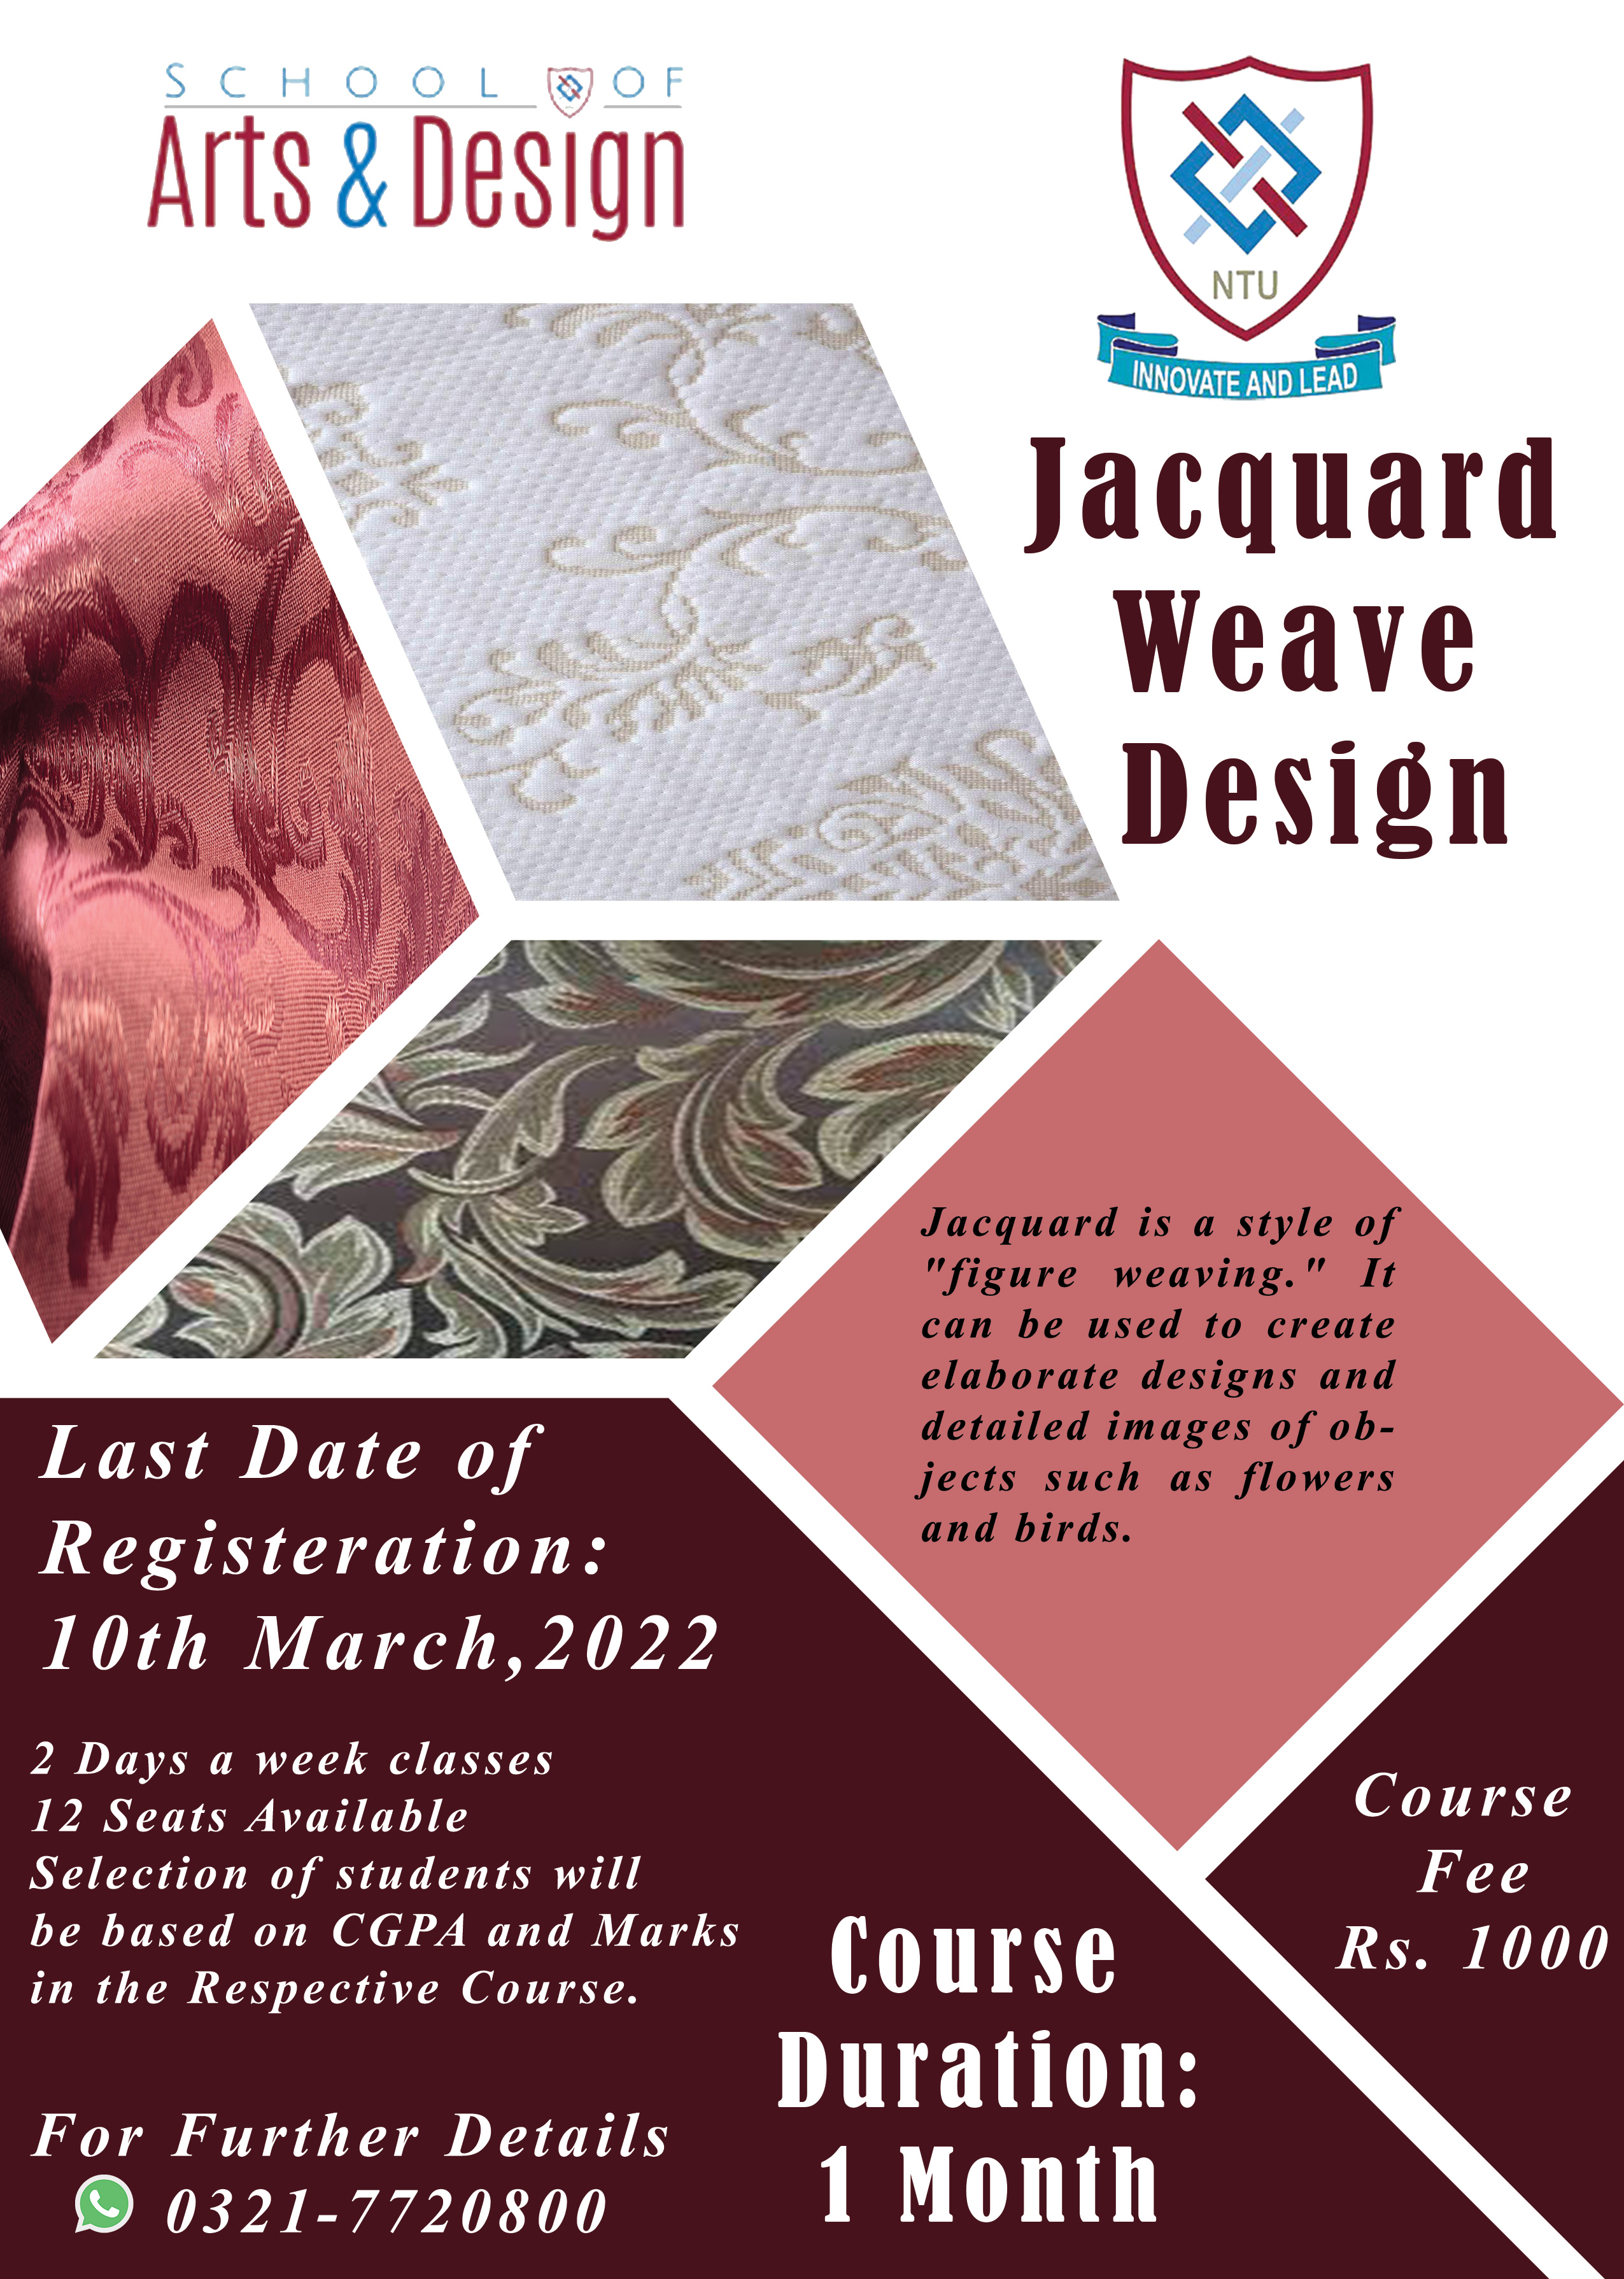 SCHOOL OF
Arts & Design
NTU
INNOVATE AND LEAD
Jacquard
Weave
Design
Jacquard is a style of
"figure weaving." It
can be used to create
elaborate designs and
detailed images of ob-
jects such as flowers
and birds.
Last Date of
Registeration:
10th March,2022
2 Days a week classes
12 Seats Available
Selection of students will
be based on CGPA and Marks
in the Respective Course.
For Further Details
0321-7720800
Course
Duration:
1 Month
Course
Fee
Rs. 1000